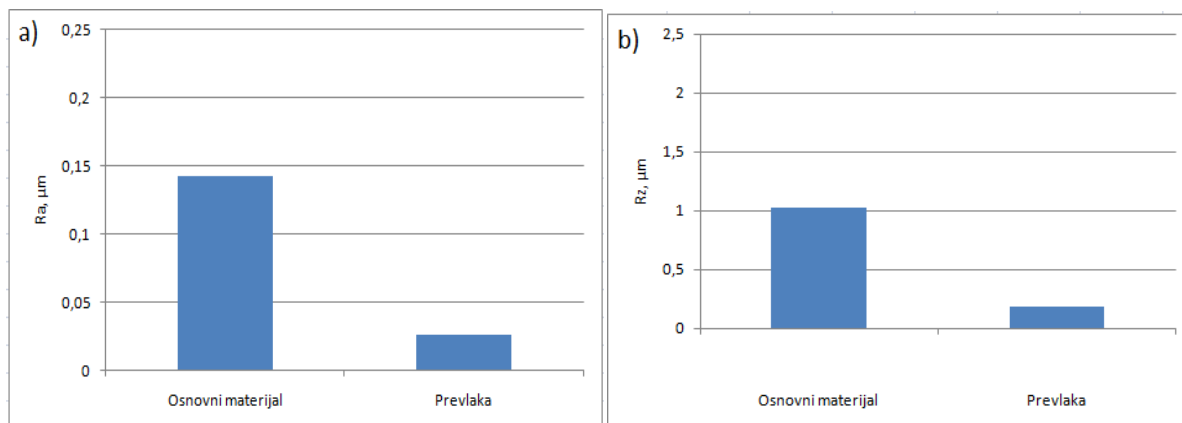 a)
0,25
0,2
0,15
0,1
0,05
0
Ra, µm
Osnovni materijal
Prevlaka
b)
2,5
2
1,5
1
0,5
0
Rz, µm
Osnovni materijal
Prevlaka